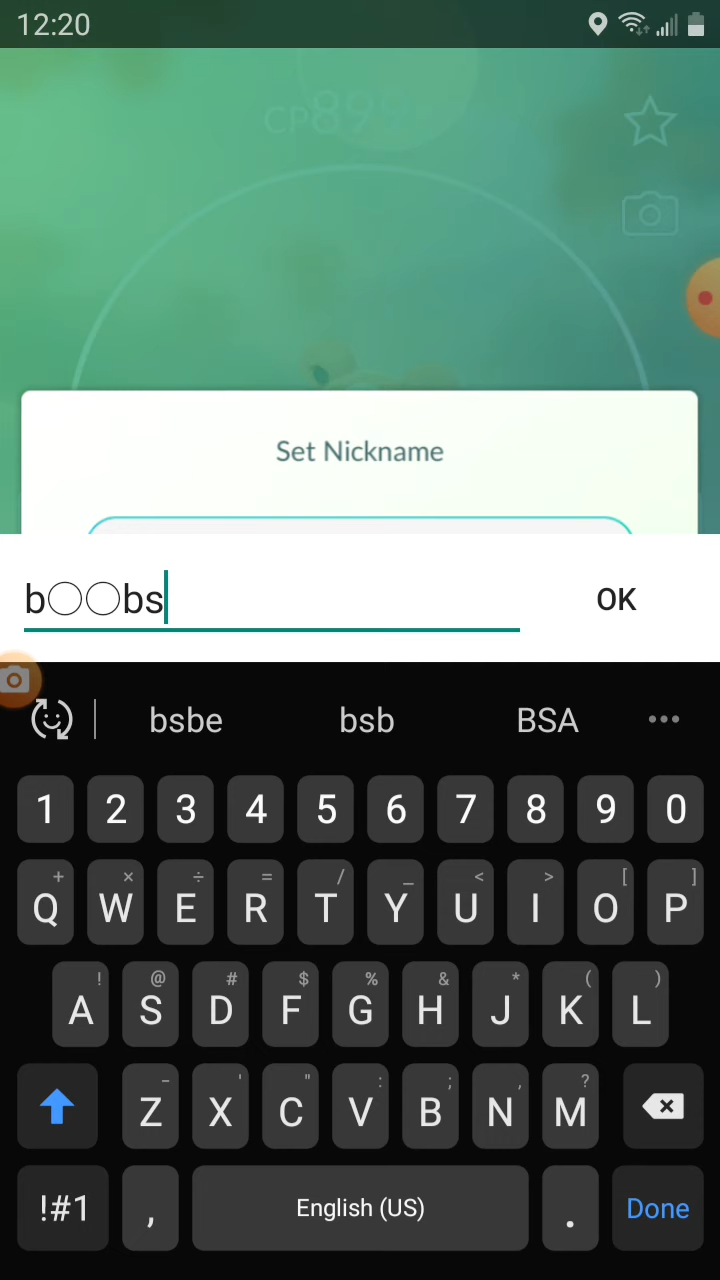 12:20
CP89
Set Nickname
b◯◯bs
OK
bsbe bsb BSA •••
1 2 3 4 5 6 7 8 9 0
+ × ÷ = / _ < > [ ]
Q W E R T Y U I O P
! @ # $ % & * ( )
A S D F G H J K L
- ' " : ; , ?
Z X C V B N M
!#1 , English (US) . Done